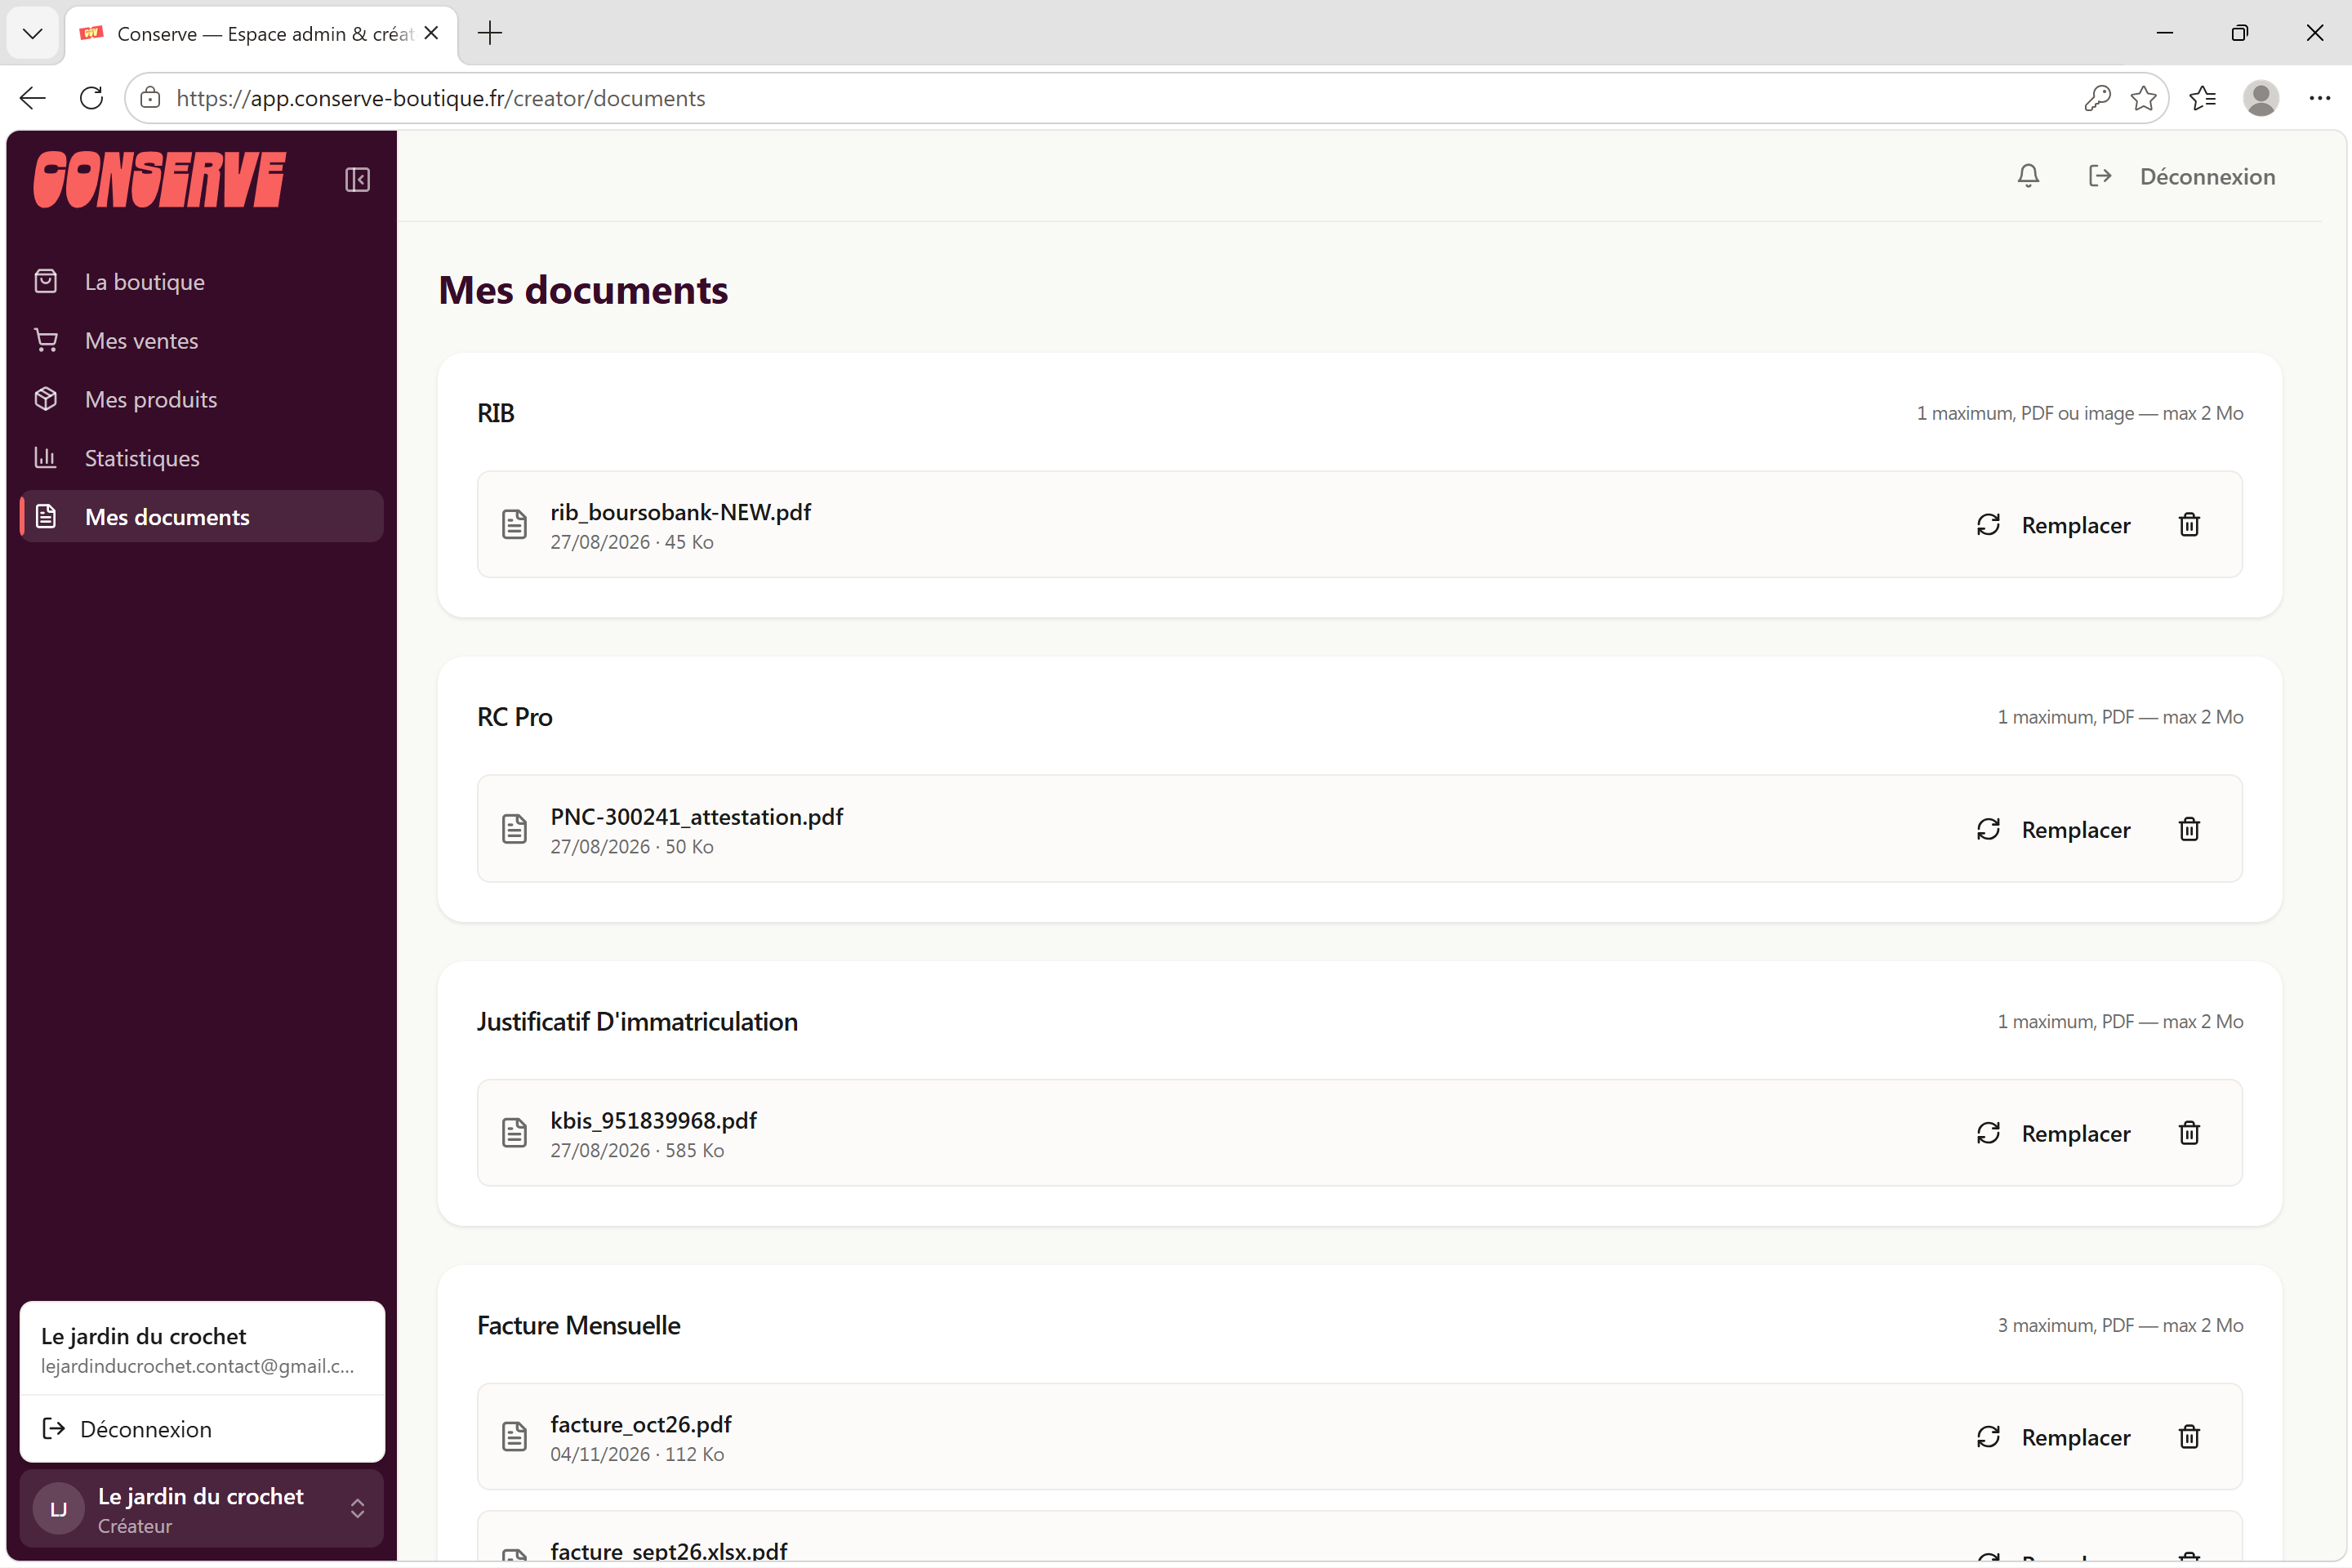 Conserve — Espace admin & créat
https://app.conserve-boutique.fr/creator/documents
CONSERVE
Déconnexion
La boutique
Mes ventes
Mes produits
Statistiques
Mes documents
Mes documents
RIB
1 maximum, PDF ou image — max 2 Mo
rib_boursobank-NEW.pdf
27/08/2026 · 45 Ko
Remplacer
RC Pro
1 maximum, PDF — max 2 Mo
PNC-300241_attestation.pdf
27/08/2026 · 50 Ko
Remplacer
Justificatif D'immatriculation
1 maximum, PDF — max 2 Mo
kbis_951839968.pdf
27/08/2026 · 585 Ko
Remplacer
Facture Mensuelle
3 maximum, PDF — max 2 Mo
facture_oct26.pdf
04/11/2026 · 112 Ko
Remplacer
facture_sept26.xlsx.pdf
Le jardin du crochet
lejardinducrochet.contact@gmail.c...
Déconnexion
LJ
Le jardin du crochet
Créateur